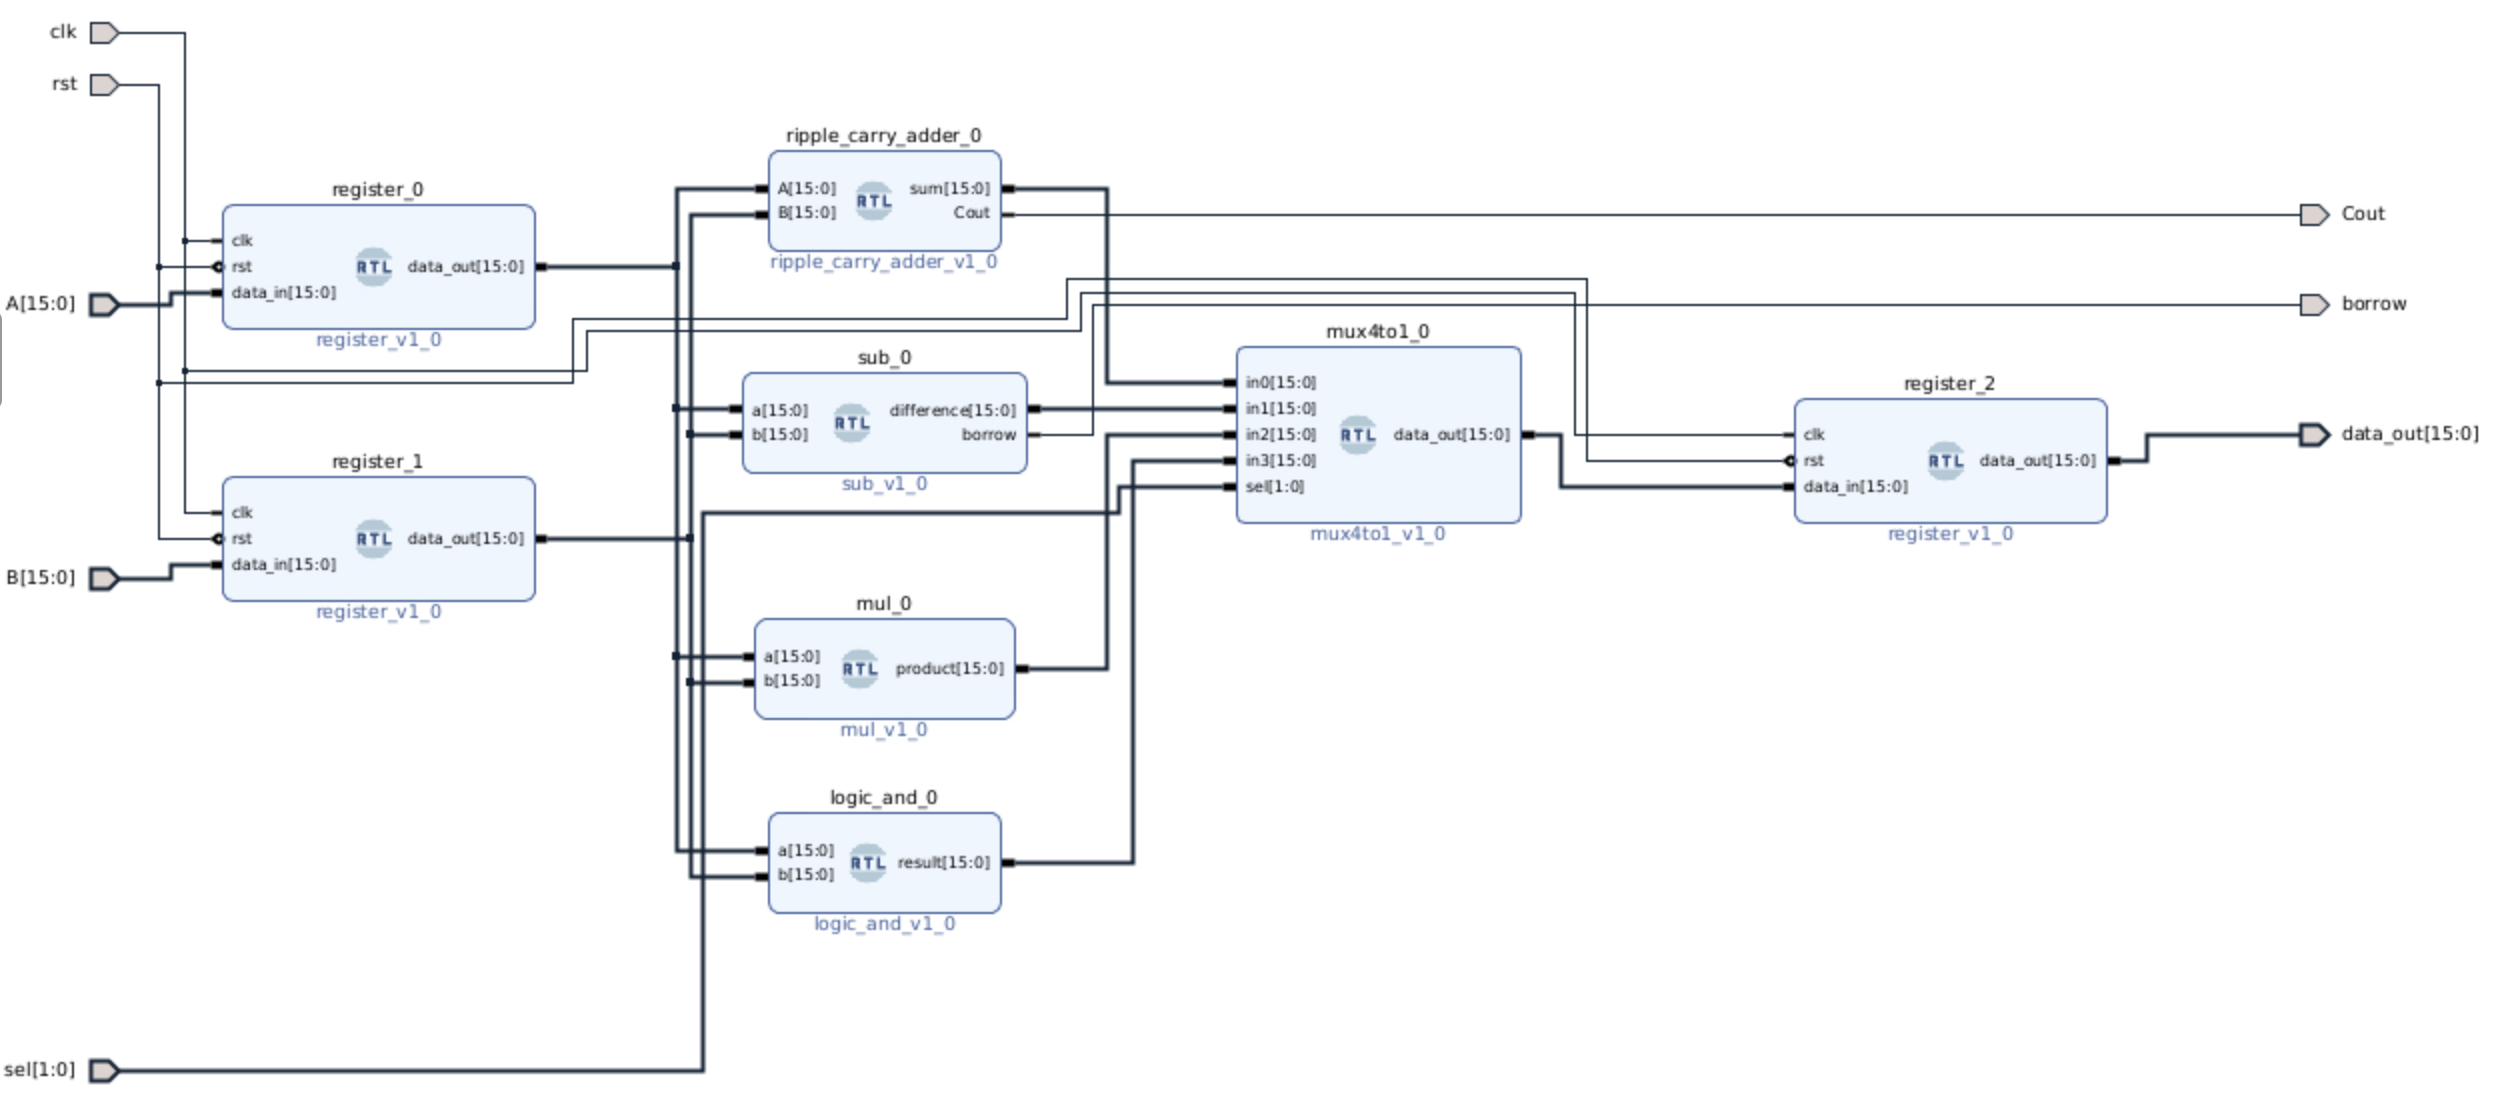 clk
rst
A[15:0]
B[15:0]
sel[1:0]
register_0
clk
rst
data_in[15:0]
RTL
data_out[15:0]
register_v1_0
register_1
clk
rst
data_in[15:0]
RTL
data_out[15:0]
register_v1_0
ripple_carry_adder_0
A[15:0]
B[15:0]
RTL
sum[15:0]
Cout
ripple_carry_adder_v1_0
sub_0
a[15:0]
b[15:0]
RTL
difference[15:0]
borrow
sub_v1_0
mul_0
a[15:0]
b[15:0]
RTL
product[15:0]
mul_v1_0
logic_and_0
a[15:0]
b[15:0]
RTL
result[15:0]
logic_and_v1_0
mux4to1_0
in0[15:0]
in1[15:0]
in2[15:0]
in3[15:0]
sel[1:0]
RTL
data_out[15:0]
mux4to1_v1_0
register_2
clk
rst
data_in[15:0]
RTL
data_out[15:0]
register_v1_0
Cout
borrow
data_out[15:0]